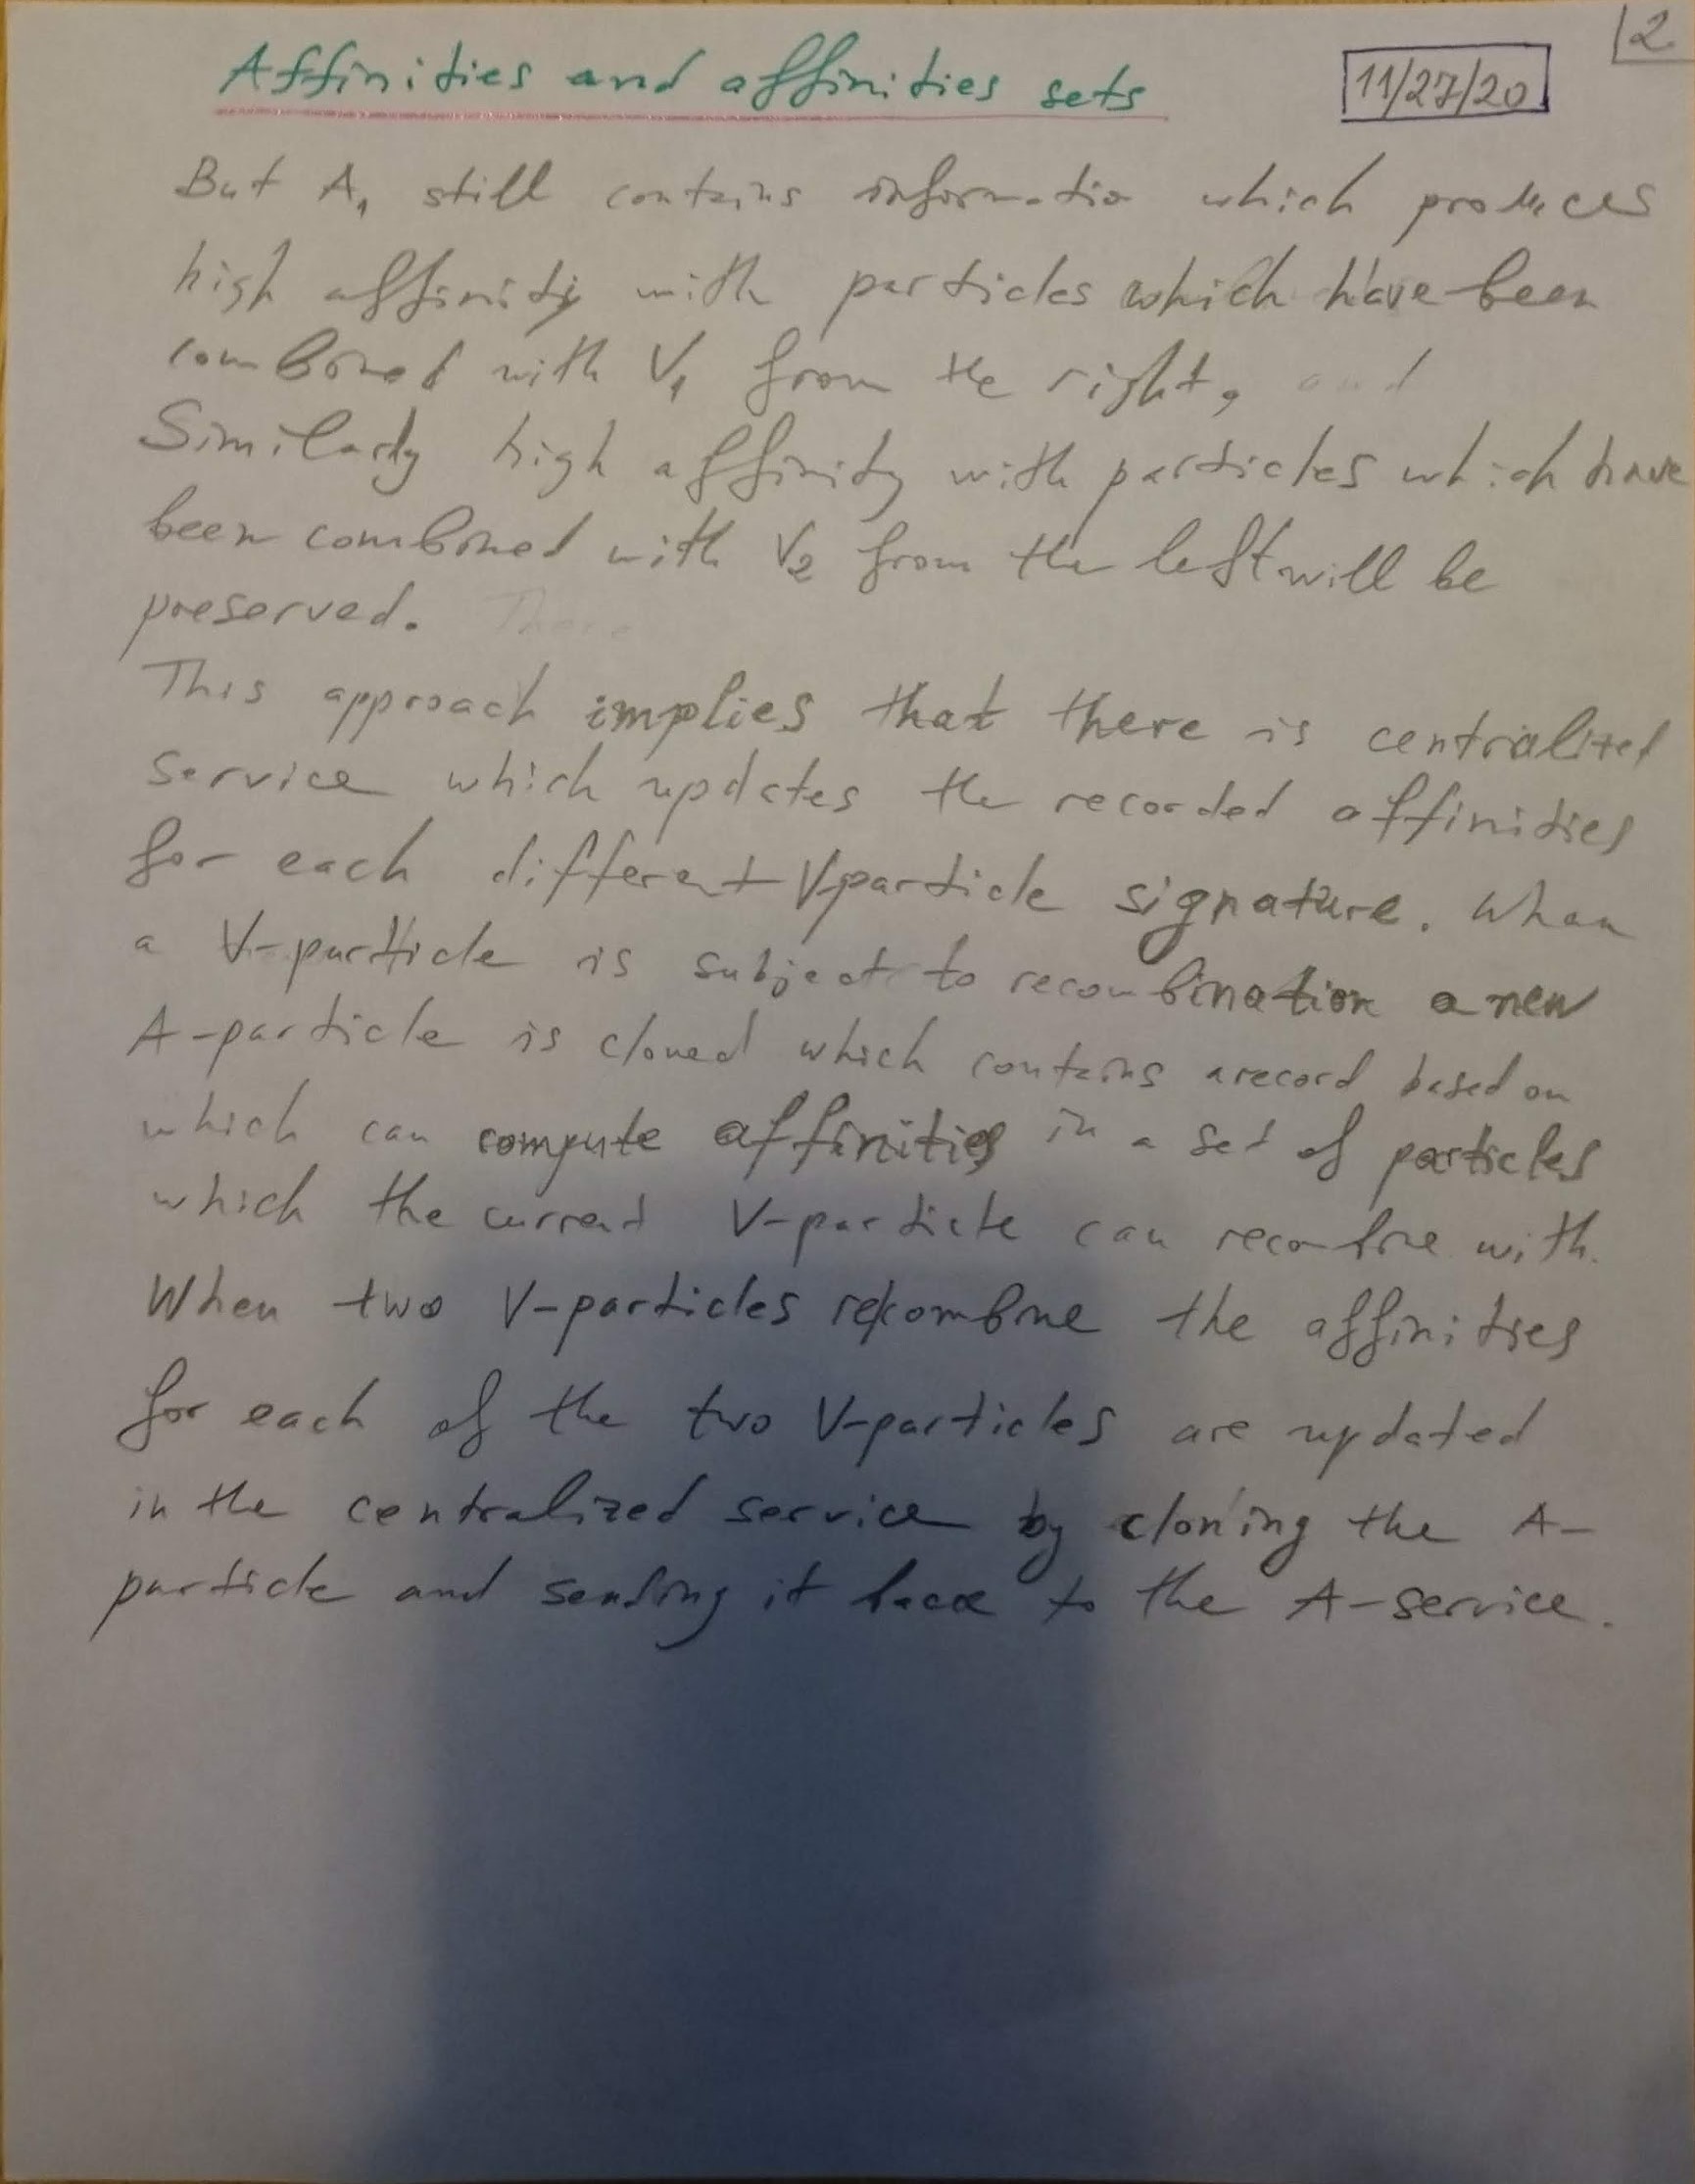 Affinities and affinities sets
11/27/20
2
But A₁ still contains information which produces
high affinity with particles which have been
combined with V₁ from the right, and
Similarly high affinity with particles which have
been combined with V₂ from the left will be
preserved. There
This approach implies that there is centralized
service which updates the recorded affinities
for each different V-particle signature. When
a V-particle is subject to recombination a new
A-particle is cloned which contains a record based on
which can compute affinities in a set of particles
which the current V-particle can recombine with.
When two V-particles recombine the affinities
for each of the two V-particles are updated
in the centralized service by cloning the A-
particle and sending it back to the A-service.